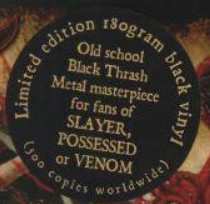 Limited edition 180gram black vinyl
Old school
Black Thrash
Metal masterpiece
for fans of
SLAYER,
POSSESSED
or VENOM
(500 copies worldwide)